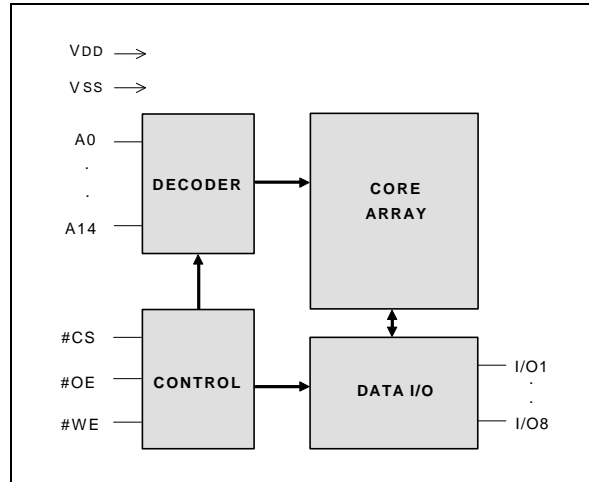 VDD
VSS
A0
.
.
A14
DECODER
CORE
ARRAY
#CS
#OE
#WE
CONTROL
DATA I/O
I/O1
.
.
I/O8